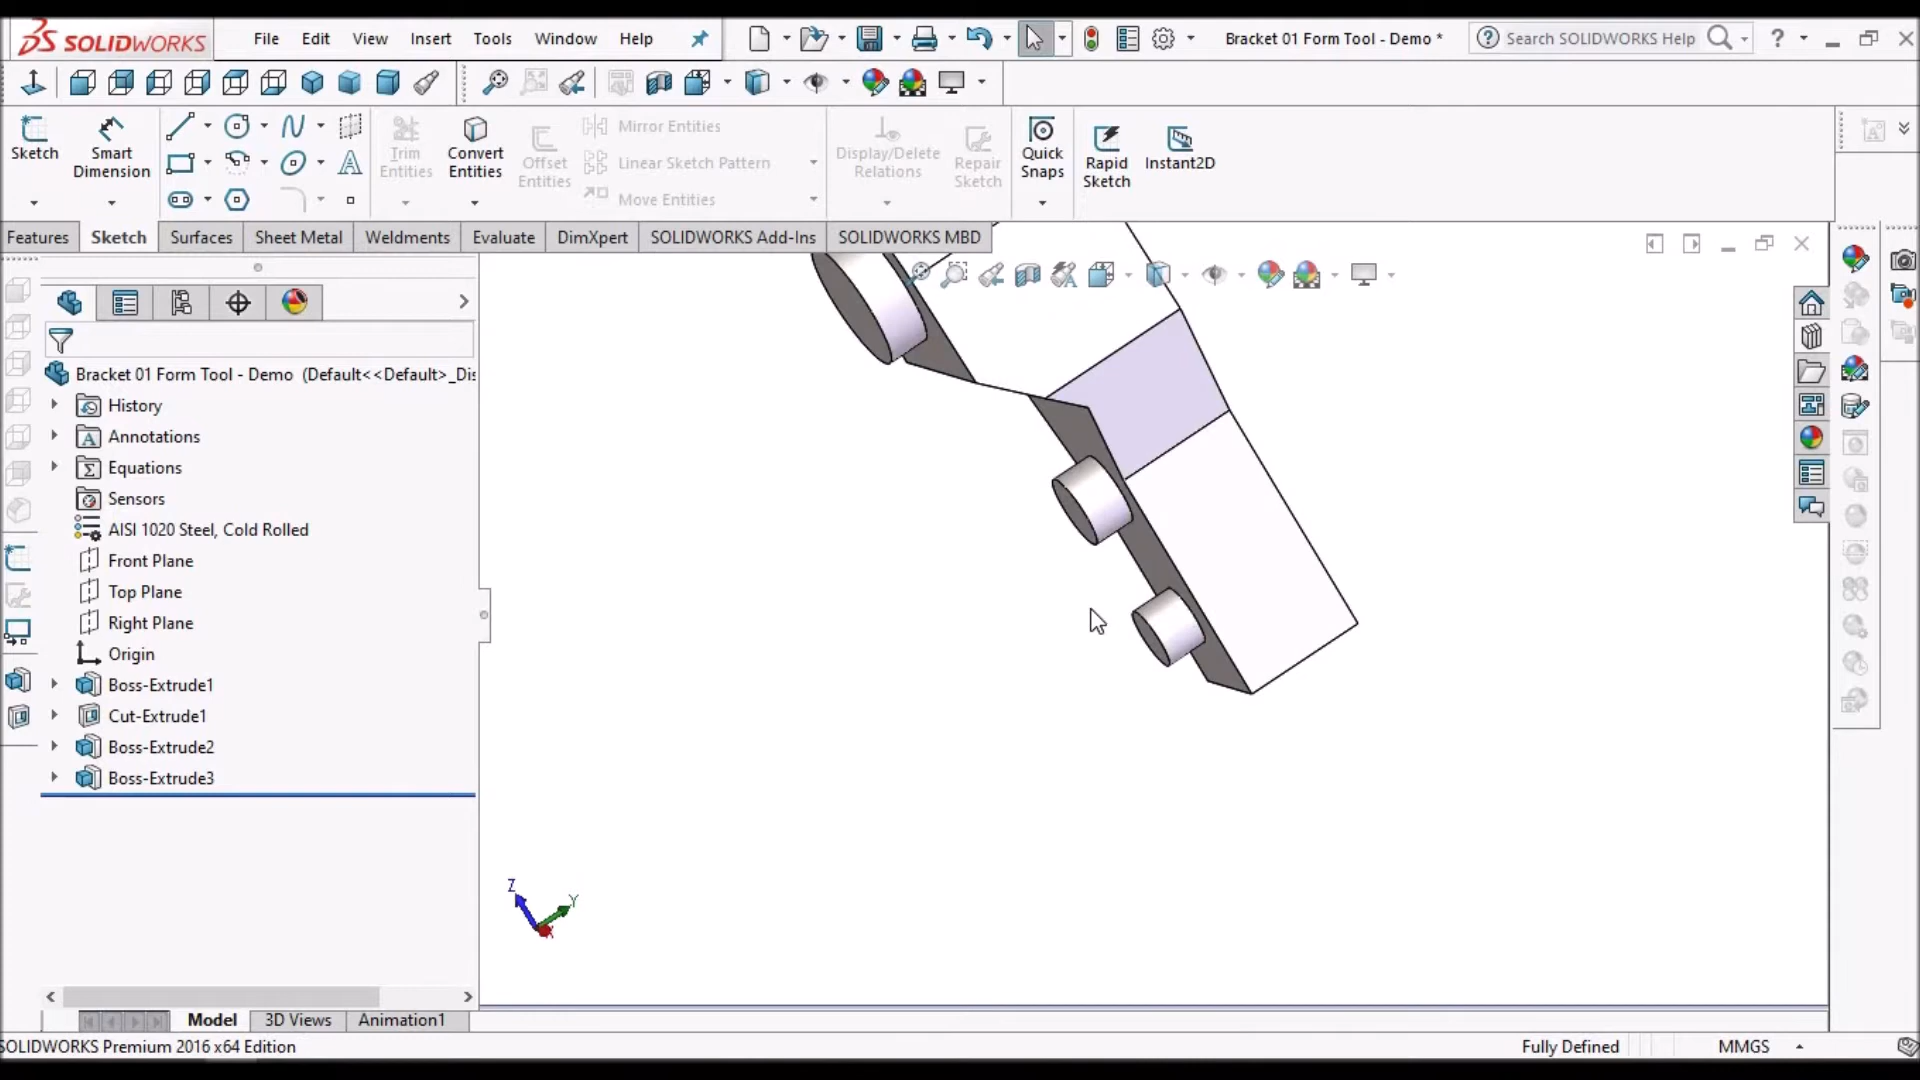 SOLIDWORKS File Edit View Insert Tools Window Help Bracket 01 Form Tool - Demo * Search SOLIDWORKS Help
Sketch
Smart Dimension
Trim Entities
Convert Entities
Offset Entities
Mirror Entities
Linear Sketch Pattern
Move Entities
Display/Delete Relations
Repair Sketch
Quick Snaps
Rapid Sketch
Instant2D
Features Sketch Surfaces Sheet Metal Weldments Evaluate DimXpert SOLIDWORKS Add-Ins SOLIDWORKS MBD
Bracket 01 Form Tool - Demo (Default<<Default>_Dis
History
Annotations
Equations
Sensors
AISI 1020 Steel, Cold Rolled
Front Plane
Top Plane
Right Plane
Origin
Boss-Extrude1
Cut-Extrude1
Boss-Extrude2
Boss-Extrude3
Z
Y
X
Model 3D Views Animation1
SOLIDWORKS Premium 2016 x64 Edition Fully Defined MMGS